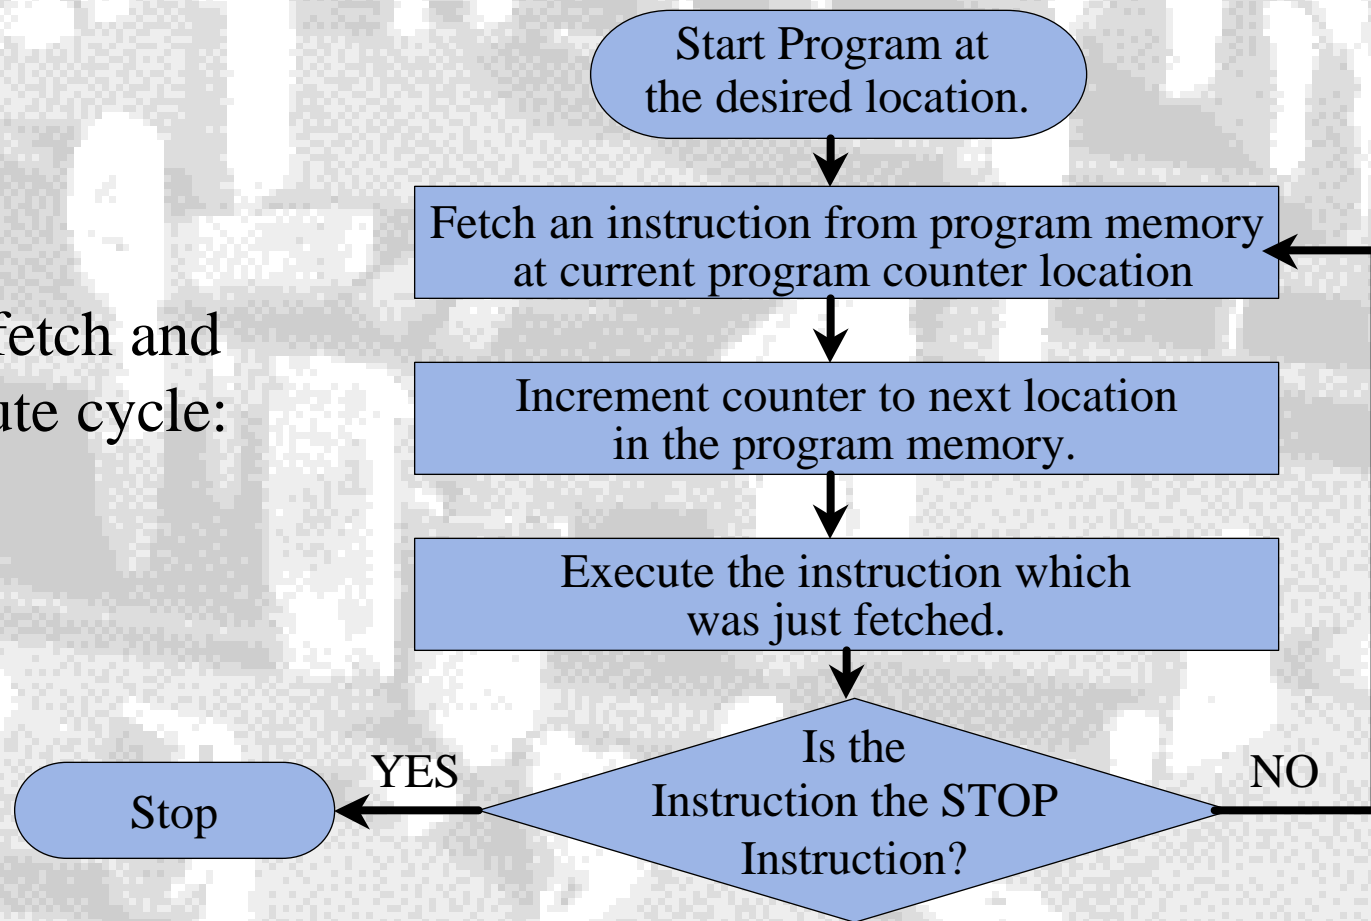 Start Program at
the desired location.
Fetch an instruction from program memory
at current program counter location
fetch and
ute cycle:
Increment counter to next location
in the program memory.
Execute the instruction which
was just fetched.
Is the
Instruction the STOP
Instruction?
YES
NO
Stop